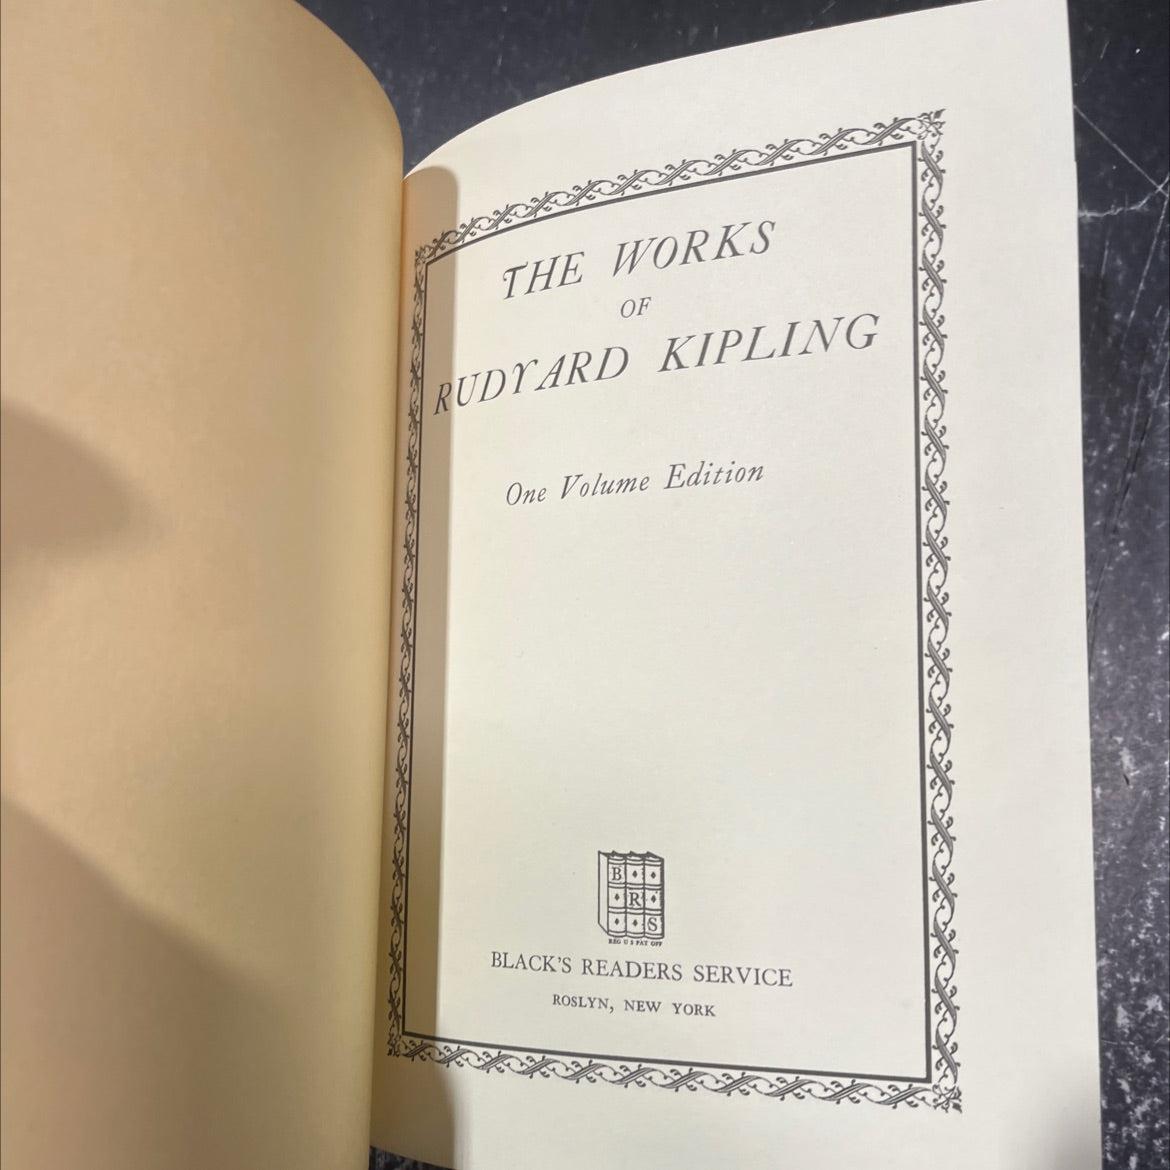 THE WORKS
OF
RUDYARD KIPLING
One Volume Edition
B
R
S
REG U S PAT OFF
BLACK'S READERS SERVICE
ROSLYN, NEW YORK